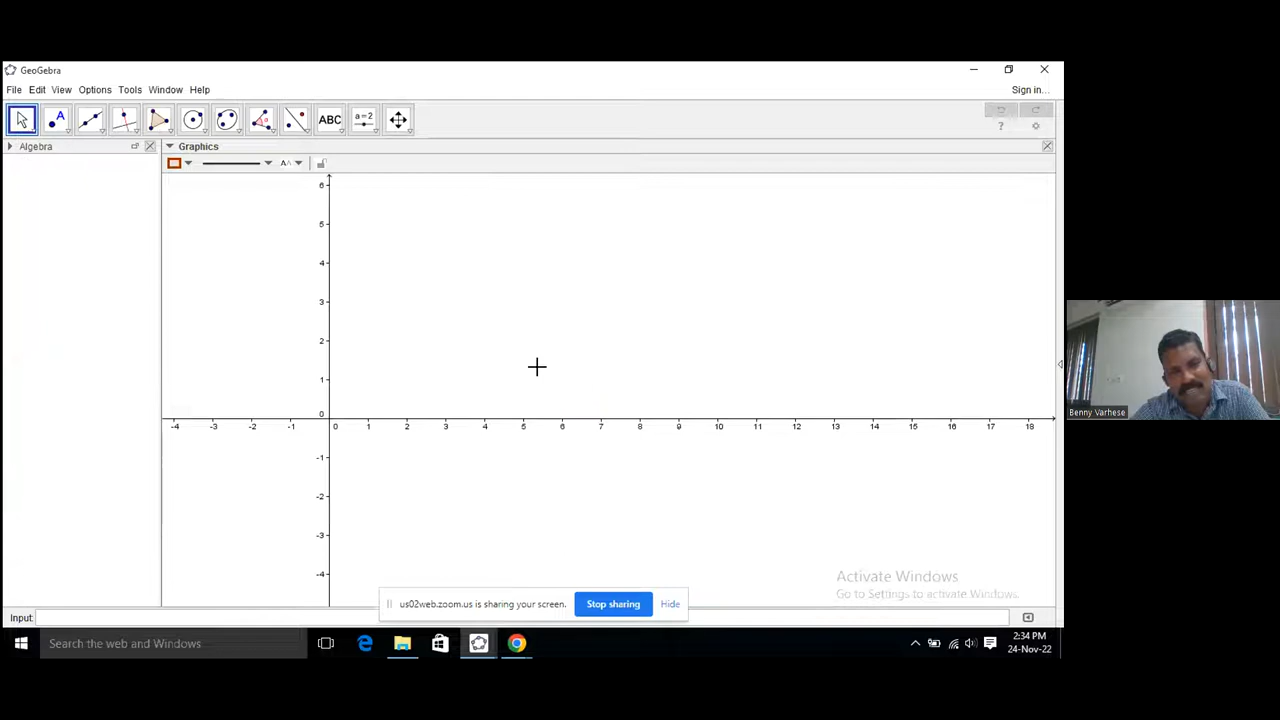 GeoGebra
File Edit View Options Tools Window Help
Sign in...
A
ABC
a=2
?
Algebra
Graphics
6
5
4
3
2
1
0
-4 -3 -2 -1 0 1 2 3 4 5 6 7 8 9 10 11 12 13 14 15 16 17 18
-1
-2
-3
-4
Benny Varhese
Activate Windows
Go to Settings to activate Windows.
us02web.zoom.us is sharing your screen. Stop sharing Hide
Input:
Search the web and Windows
2:34 PM
24-Nov-22